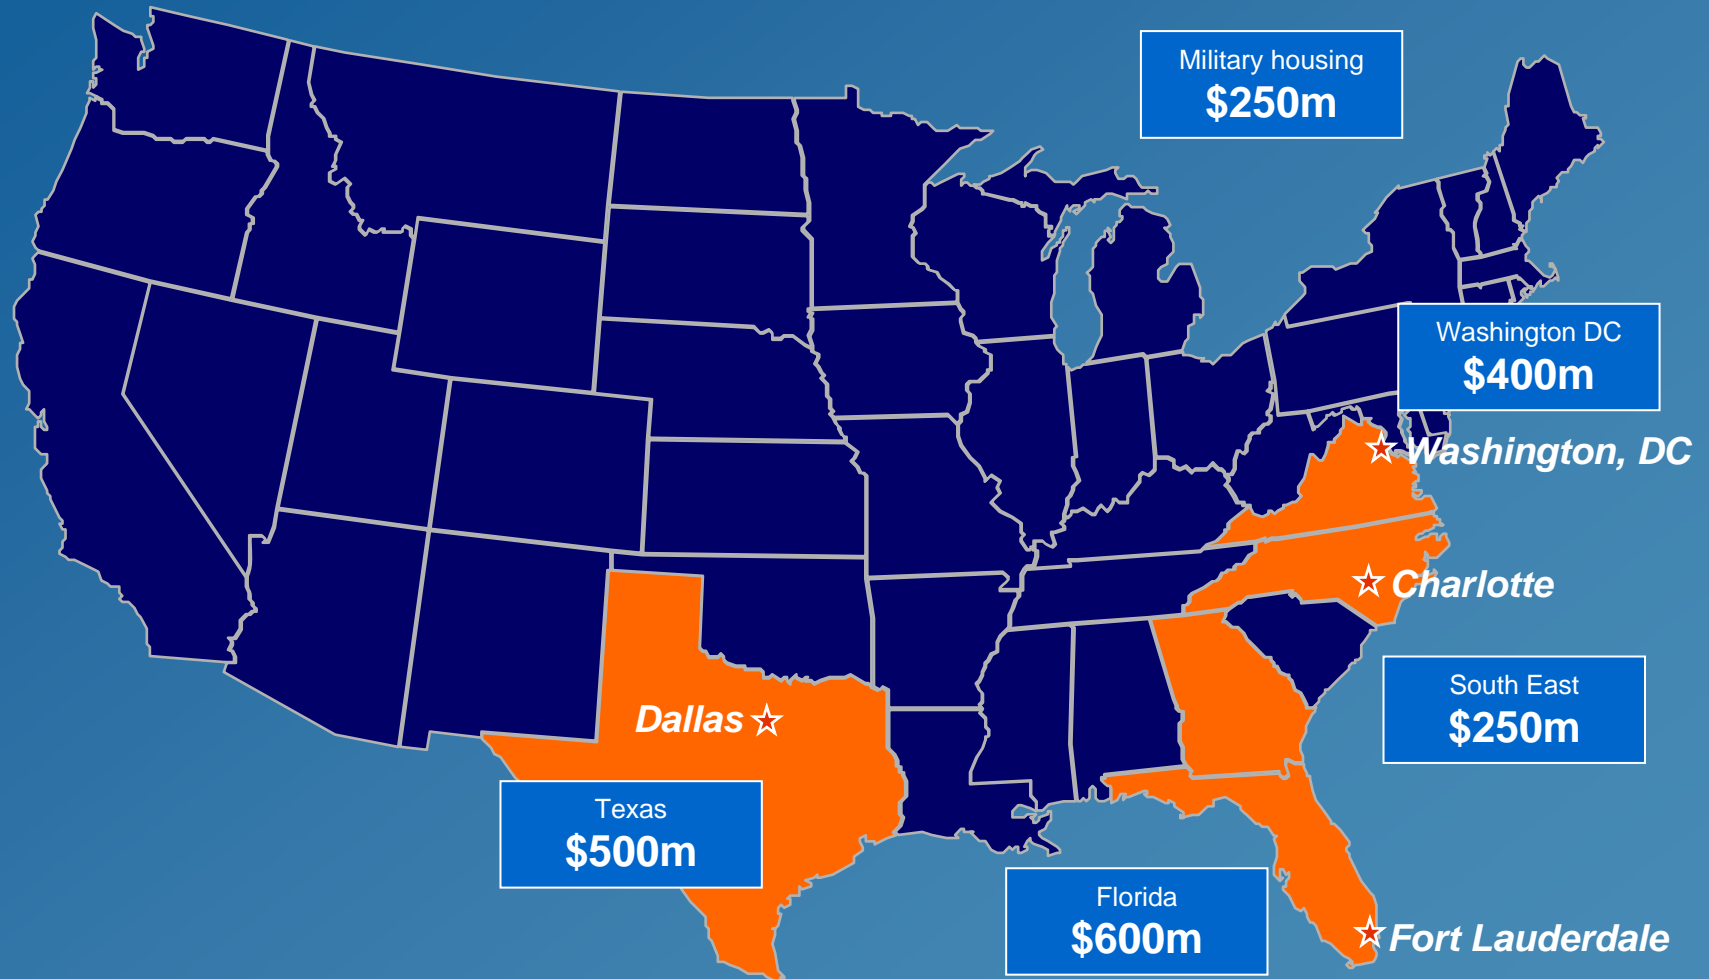 Military housing
$250m
Washington DC
$400m
Washington, DC
Charlotte
South East
$250m
Dallas
Texas
$500m
Florida
$600m
Fort Lauderdale